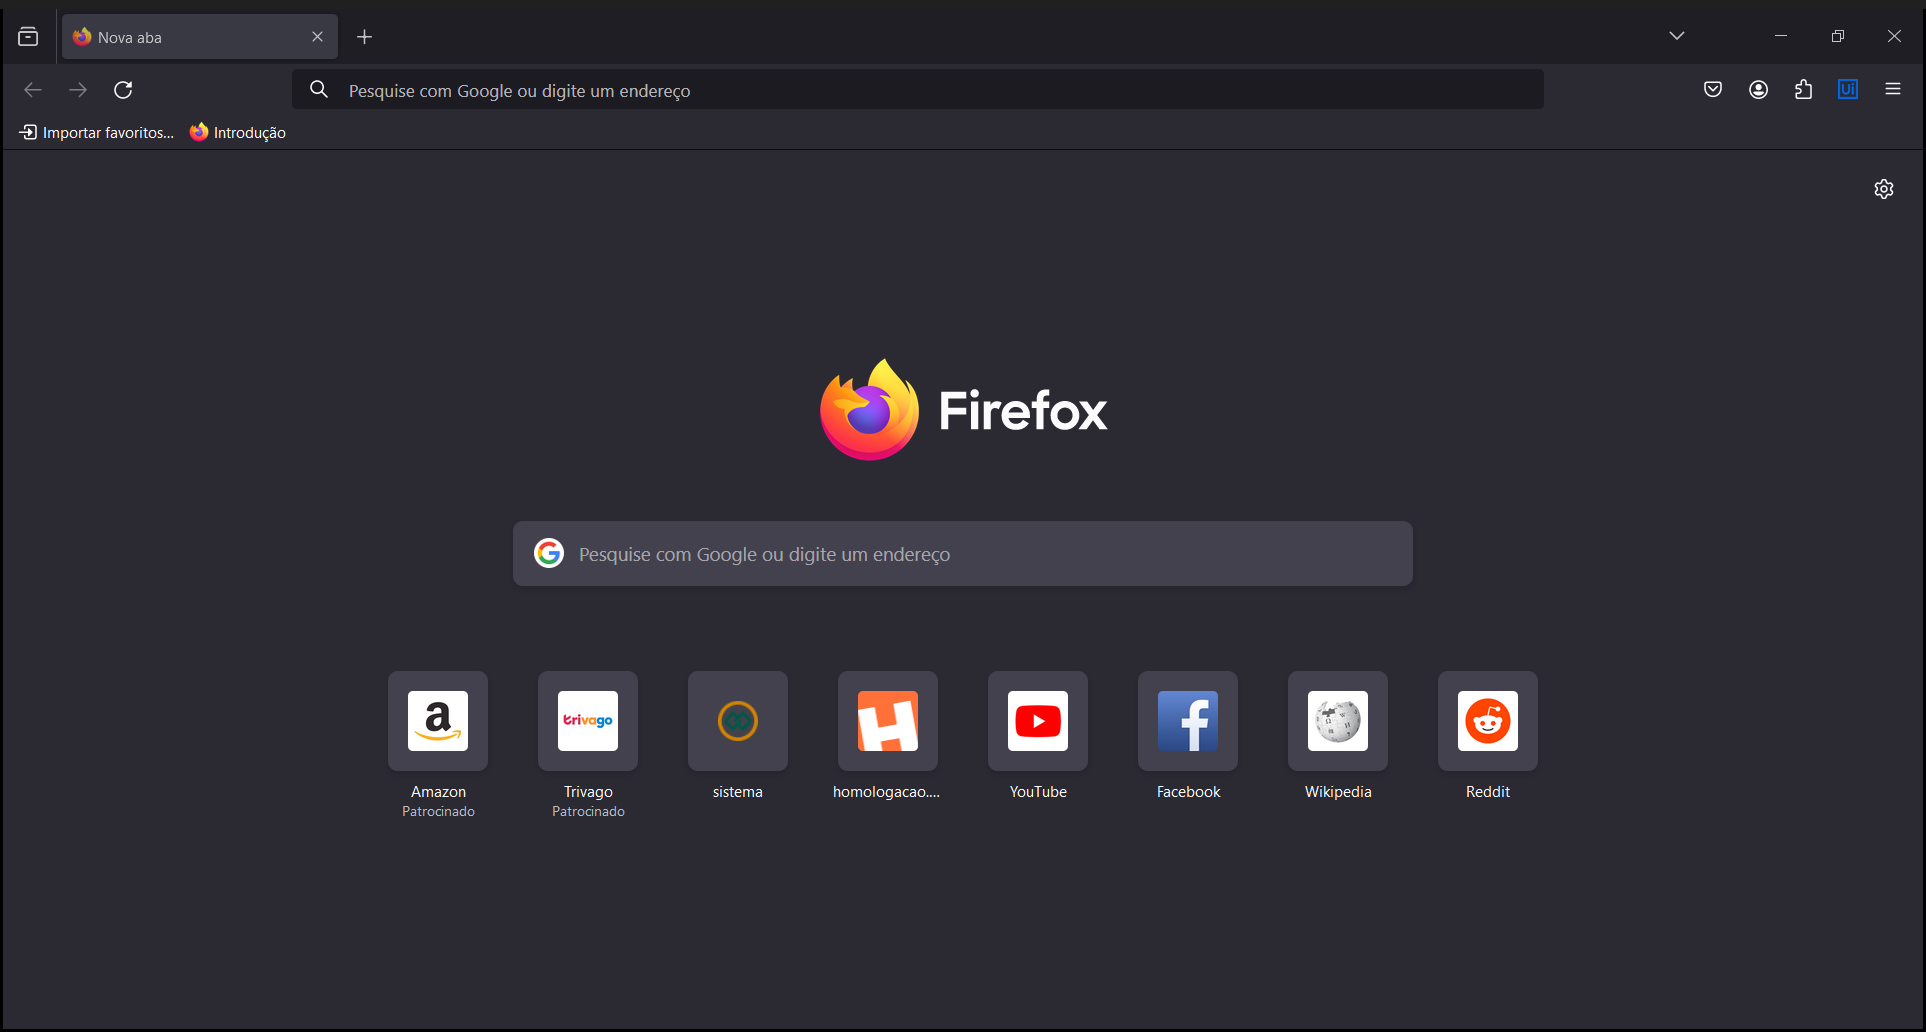 Nova aba
Pesquise com Google ou digite um endereço
Ui
Importar favoritos...
Introdução
Firefox
Pesquise com Google ou digite um endereço
a
trivago
H
f
Amazon
Patrocinado
Trivago
Patrocinado
sistema
homologacao....
YouTube
Facebook
Wikipedia
Reddit